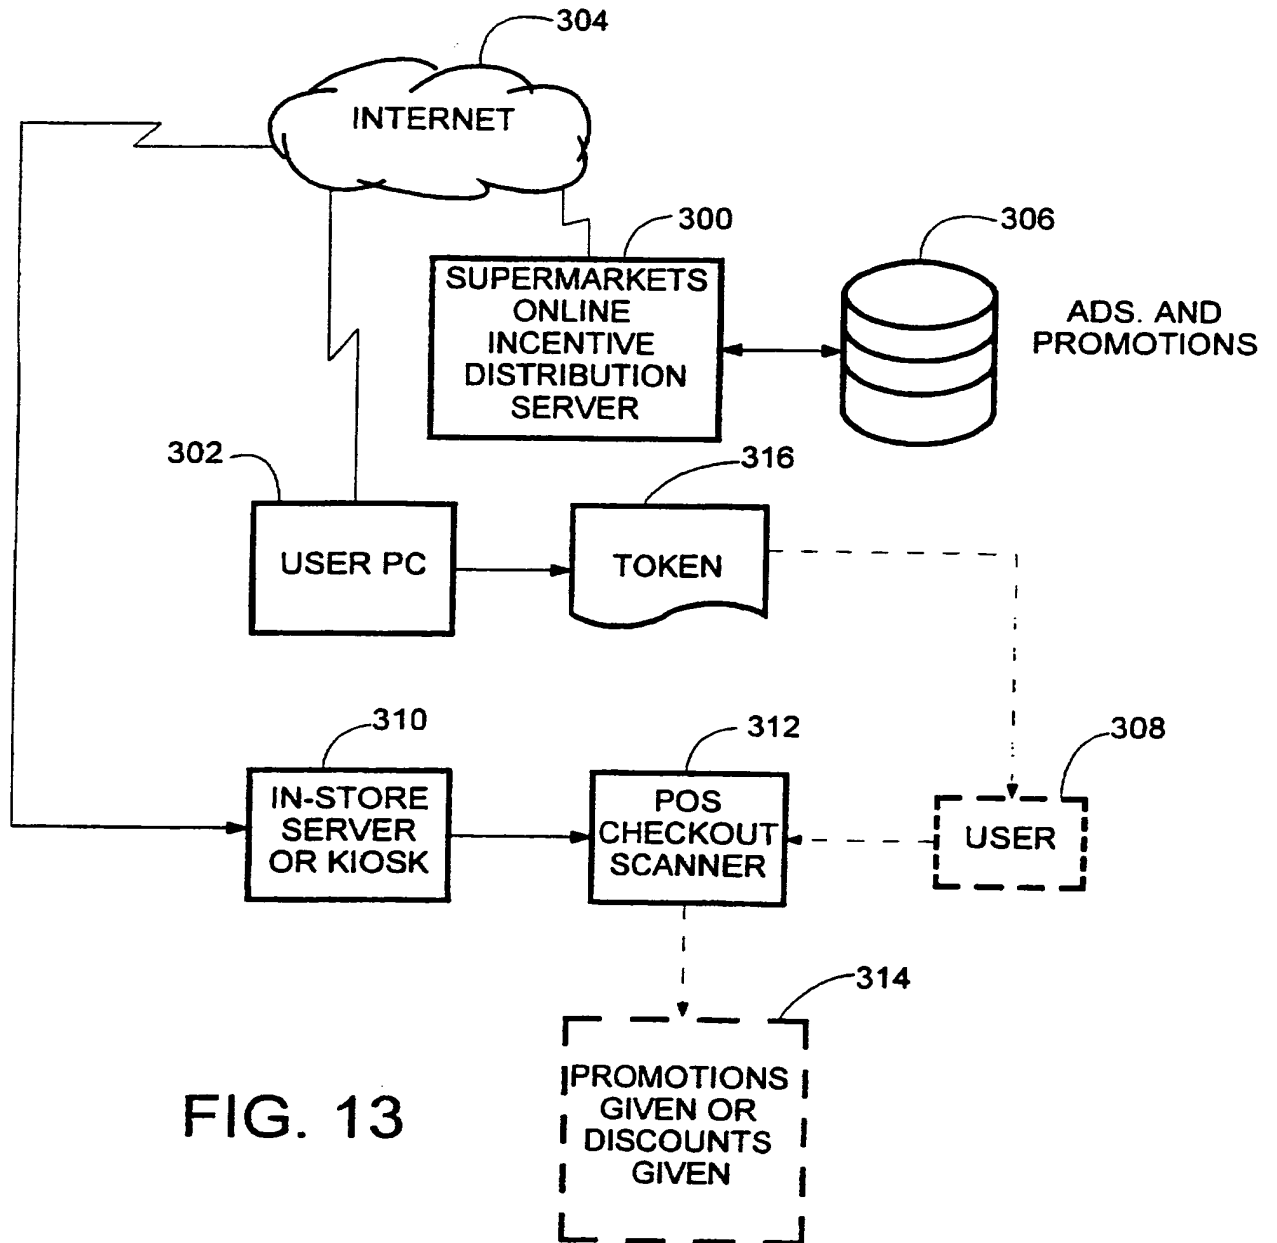 304
INTERNET
300
306
SUPERMARKETS
ONLINE
INCENTIVE
DISTRIBUTION
SERVER
ADS. AND
PROMOTIONS
302
316
USER PC
TOKEN
310
312
308
IN-STORE
SERVER
OR KIOSK
POS
CHECKOUT
SCANNER
USER
314
PROMOTIONS
GIVEN OR
DISCOUNTS
GIVEN
FIG. 13